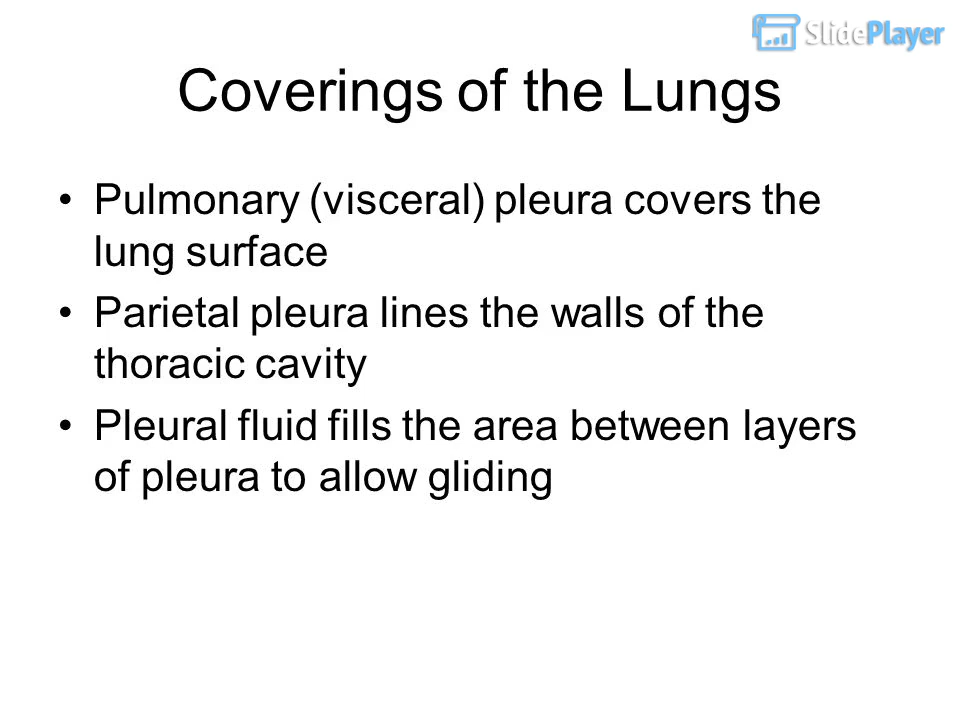 SlidePlayer
Coverings of the Lungs
• Pulmonary (visceral) pleura covers the
lung surface
• Parietal pleura lines the walls of the
thoracic cavity
• Pleural fluid fills the area between layers
of pleura to allow gliding